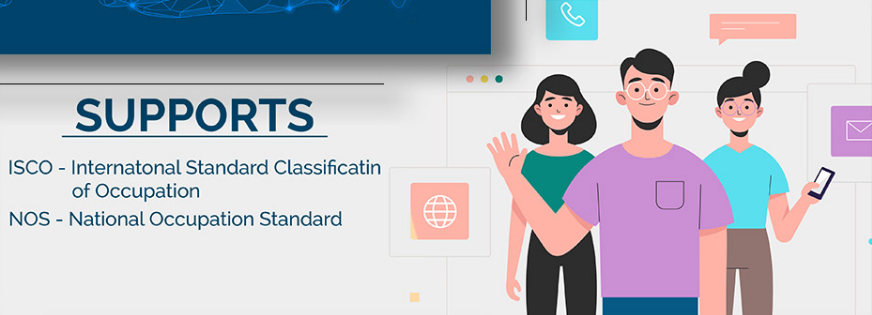 SUPPORTS
ISCO - Internatonal Standard Classificatin
of Occupation
NOS - National Occupation Standard